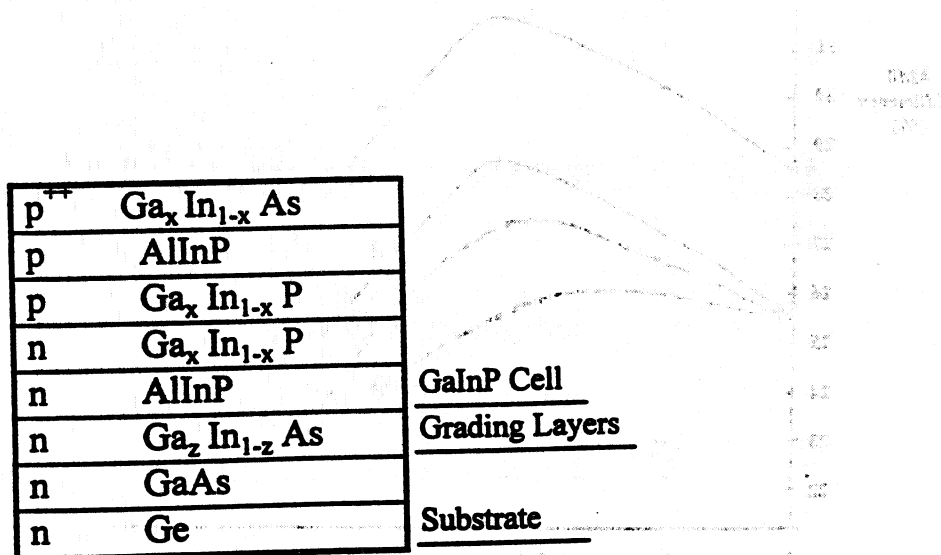 p++ GaxIn1-xAs
p AlInP
p GaxIn1-xP
n GaxIn1-xP
n AlInP GaInP Cell
n GazIn1-zAs Grading Layers
n GaAs
n Ge Substrate